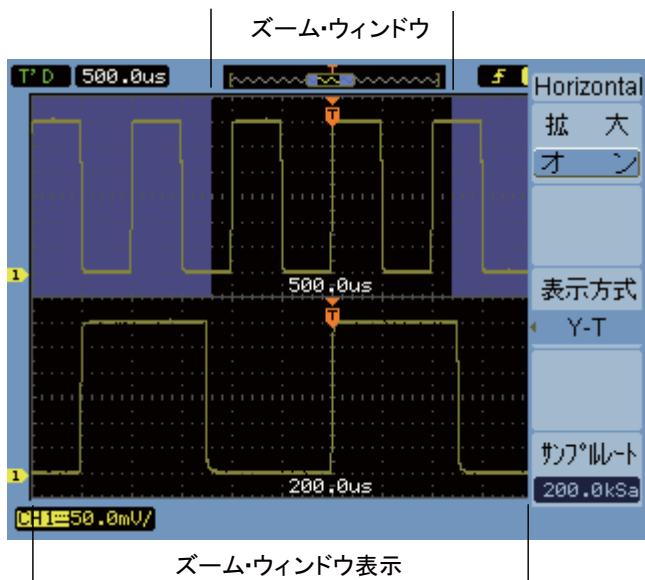 ズーム・ウィンドウ
T'D 500.0us
T
Horizontal
拡 大
オ ン
T
1
500.0us
表示方式
Y-T
T
サンプルレート
200.0kSa
1
200.0us
CH1 50.0mV/
ズーム・ウィンドウ表示